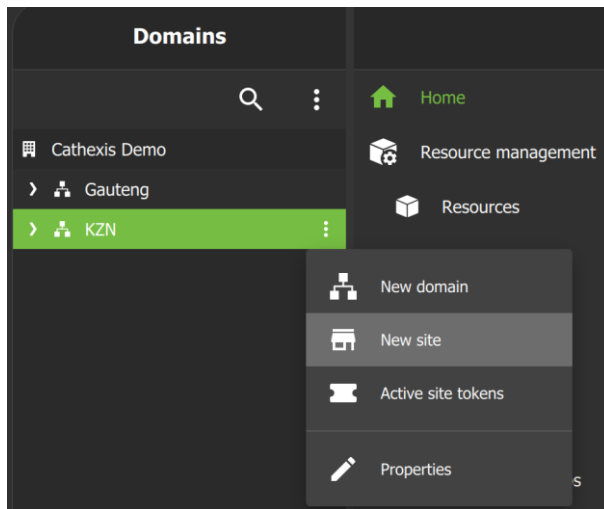 Domains
Cathexis Demo
Gauteng
KZN
Home
Resource management
Resources
New domain
New site
Active site tokens
Properties
s